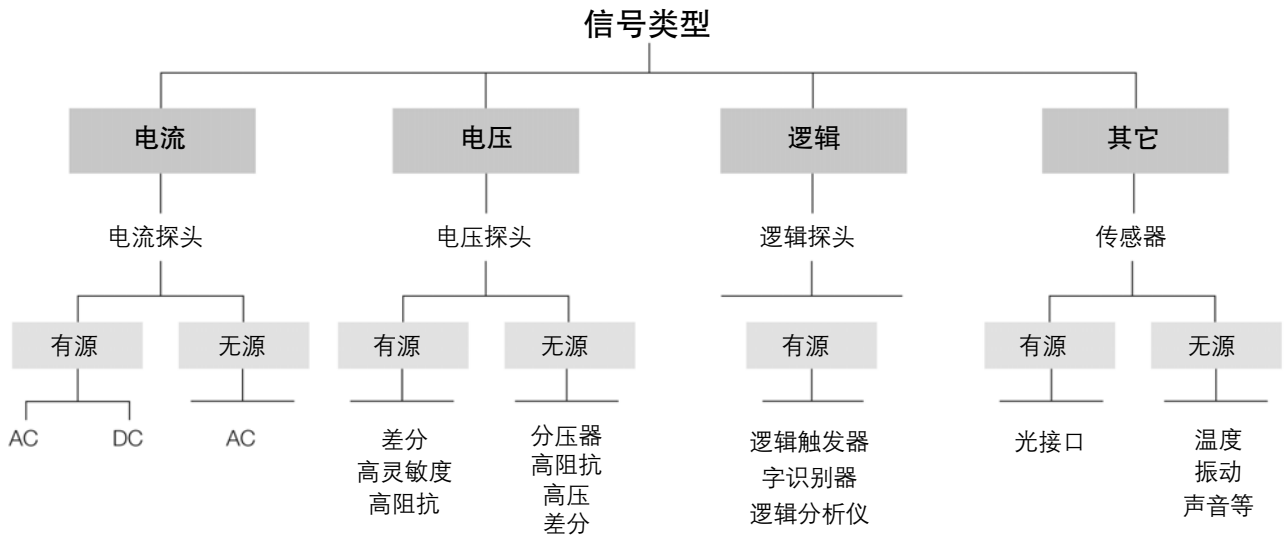 信号类型
电流
电压
逻辑
其它
电流探头
电压探头
逻辑探头
传感器
有源
无源
有源
无源
有源
有源
无源
AC
DC
AC
差分
高灵敏度
高阻抗
分压器
高阻抗
高压
差分
逻辑触发器
字识别器
逻辑分析仪
光接口
温度
振动
声音等